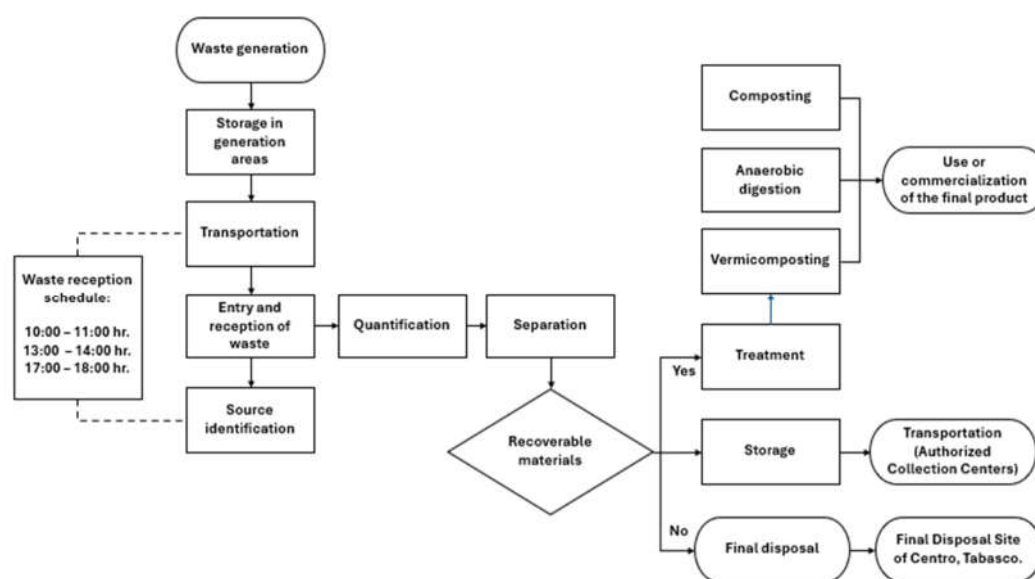 Waste generation
Storage in
generation
areas
Transportation
Waste reception
schedule:
10:00 – 11:00 hr.
13:00 – 14:00 hr.
17:00 – 18:00 hr.
Entry and
reception of
waste
Source
identification
Quantification
Separation
Recoverable
materials
Yes
No
Composting
Anaerobic
digestion
Vermicomposting
Use or
commercialization
of the final product
Treatment
Storage
Transportation
(Authorized
Collection Centers)
Final disposal
Final Disposal Site
of Centro, Tabasco.